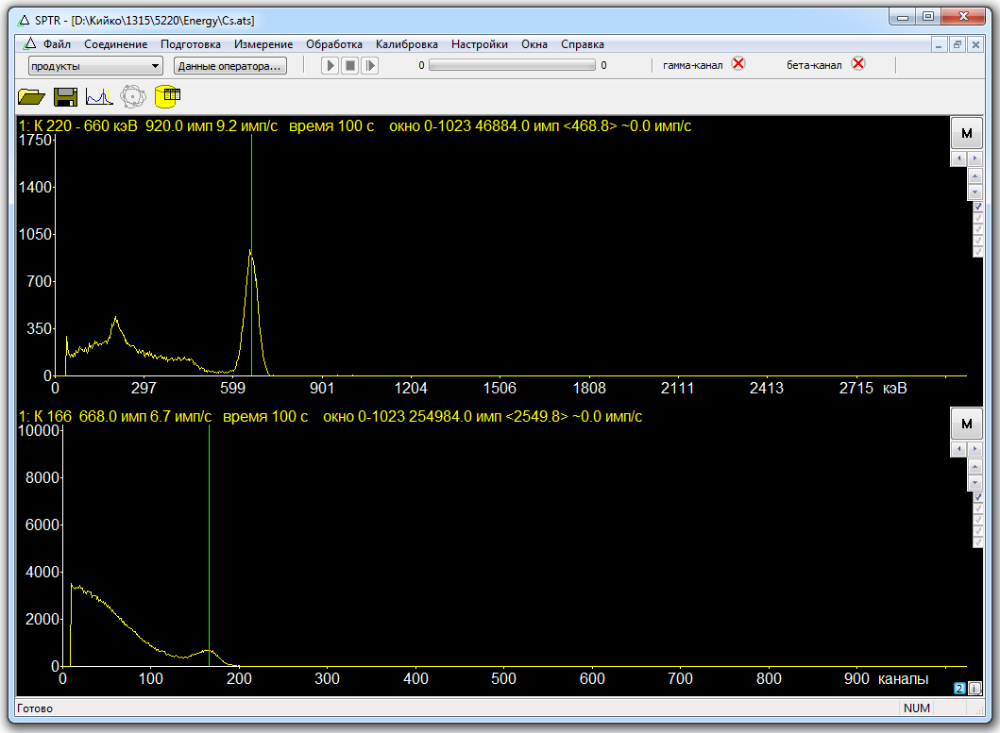 SPTR - [D:\Кийко\1315\5220\Energy\Cs.ats]
Файл Соединение Подготовка Измерение Обработка Калибровка Настройки Окна Справка
продукты Данные оператора... 0 0 гамма-канал бета-канал
1: К 220 - 660 кэВ 920.0 имп 9.2 имп/с время 100 с окно 0-1023 46884.0 имп <468.8> ~0.0 имп/с
M
1750
1400
1050
700
350
0
0 297 599 901 1204 1506 1808 2111 2413 2715 кэВ
1: К 166 668.0 имп 6.7 имп/с время 100 с окно 0-1023 254984.0 имп <2549.8> ~0.0 имп/с
M
10000
8000
6000
4000
2000
0
0 100 200 300 400 500 600 700 800 900 каналы
2 i
Готово NUM